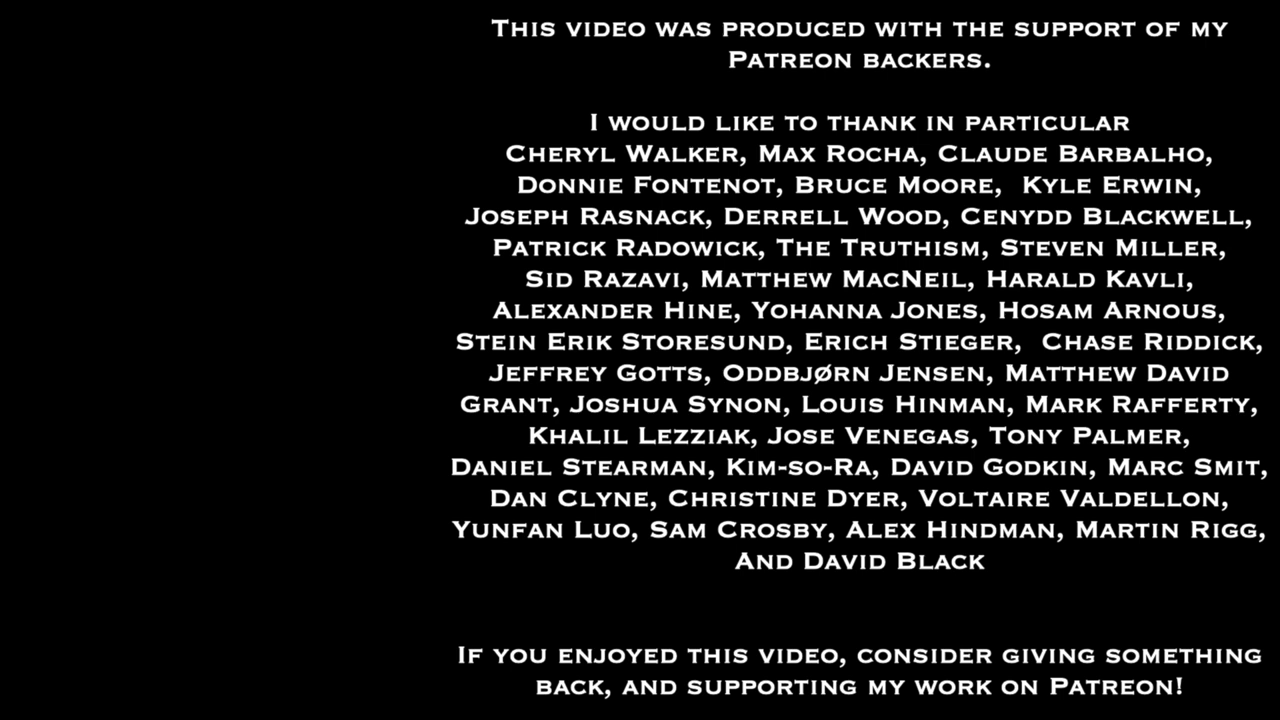 This video was produced with the support of my
Patreon backers.
I would like to thank in particular
Cheryl Walker, Max Rocha, Claude Barbalho,
Donnie Fontenot, Bruce Moore, Kyle Erwin,
Joseph Rasnack, Derrell Wood, Cenydd Blackwell,
Patrick Radowick, The Truthism, Steven Miller,
Sid Razavi, Matthew MacNeil, Harald Kavli,
Alexander Hine, Yohanna Jones, Hosam Arnous,
Stein Erik Storesund, Erich Stieger, Chase Riddick,
Jeffrey Gotts, Oddbjørn Jensen, Matthew David
Grant, Joshua Synon, Louis Hinman, Mark Rafferty,
Khalil Lezziak, Jose Venegas, Tony Palmer,
Daniel Stearman, Kim-so-Ra, David Godkin, Marc Smit,
Dan Clyne, Christine Dyer, Voltaire Valdellon,
Yunfan Luo, Sam Crosby, Alex Hindman, Martin Rigg,
And David Black
If you enjoyed this video, consider giving something
back, and supporting my work on Patreon!